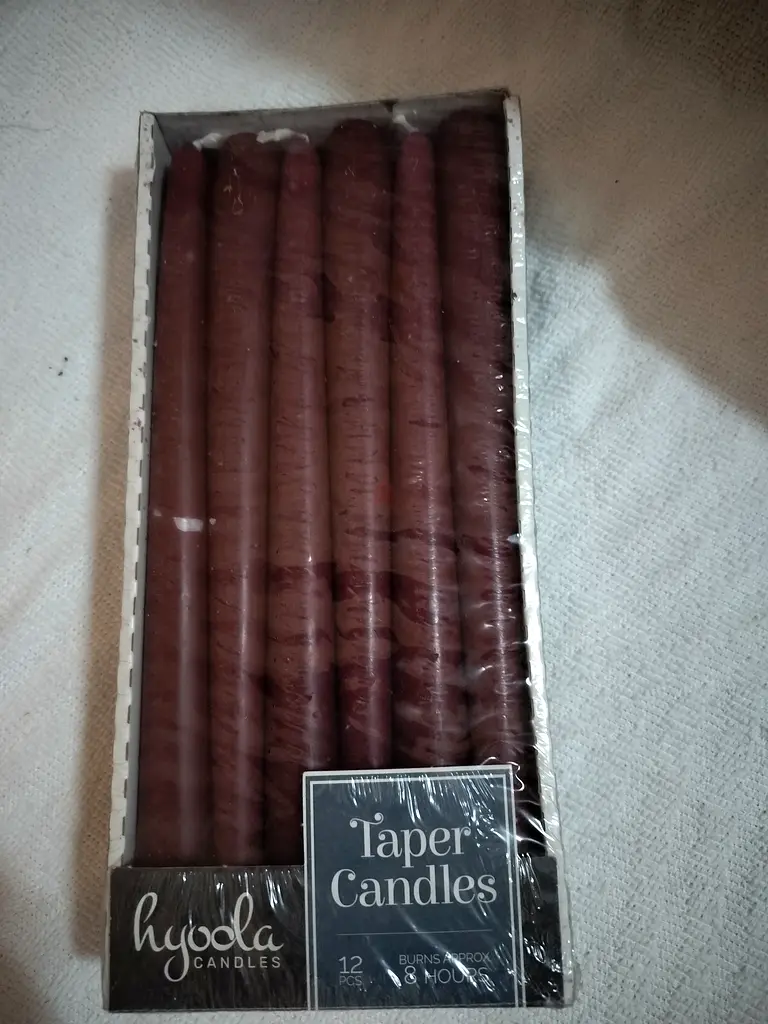 Taper
Candles
hyoola
CANDLES
12
PCS
BURNS APPROX
8 HOURS